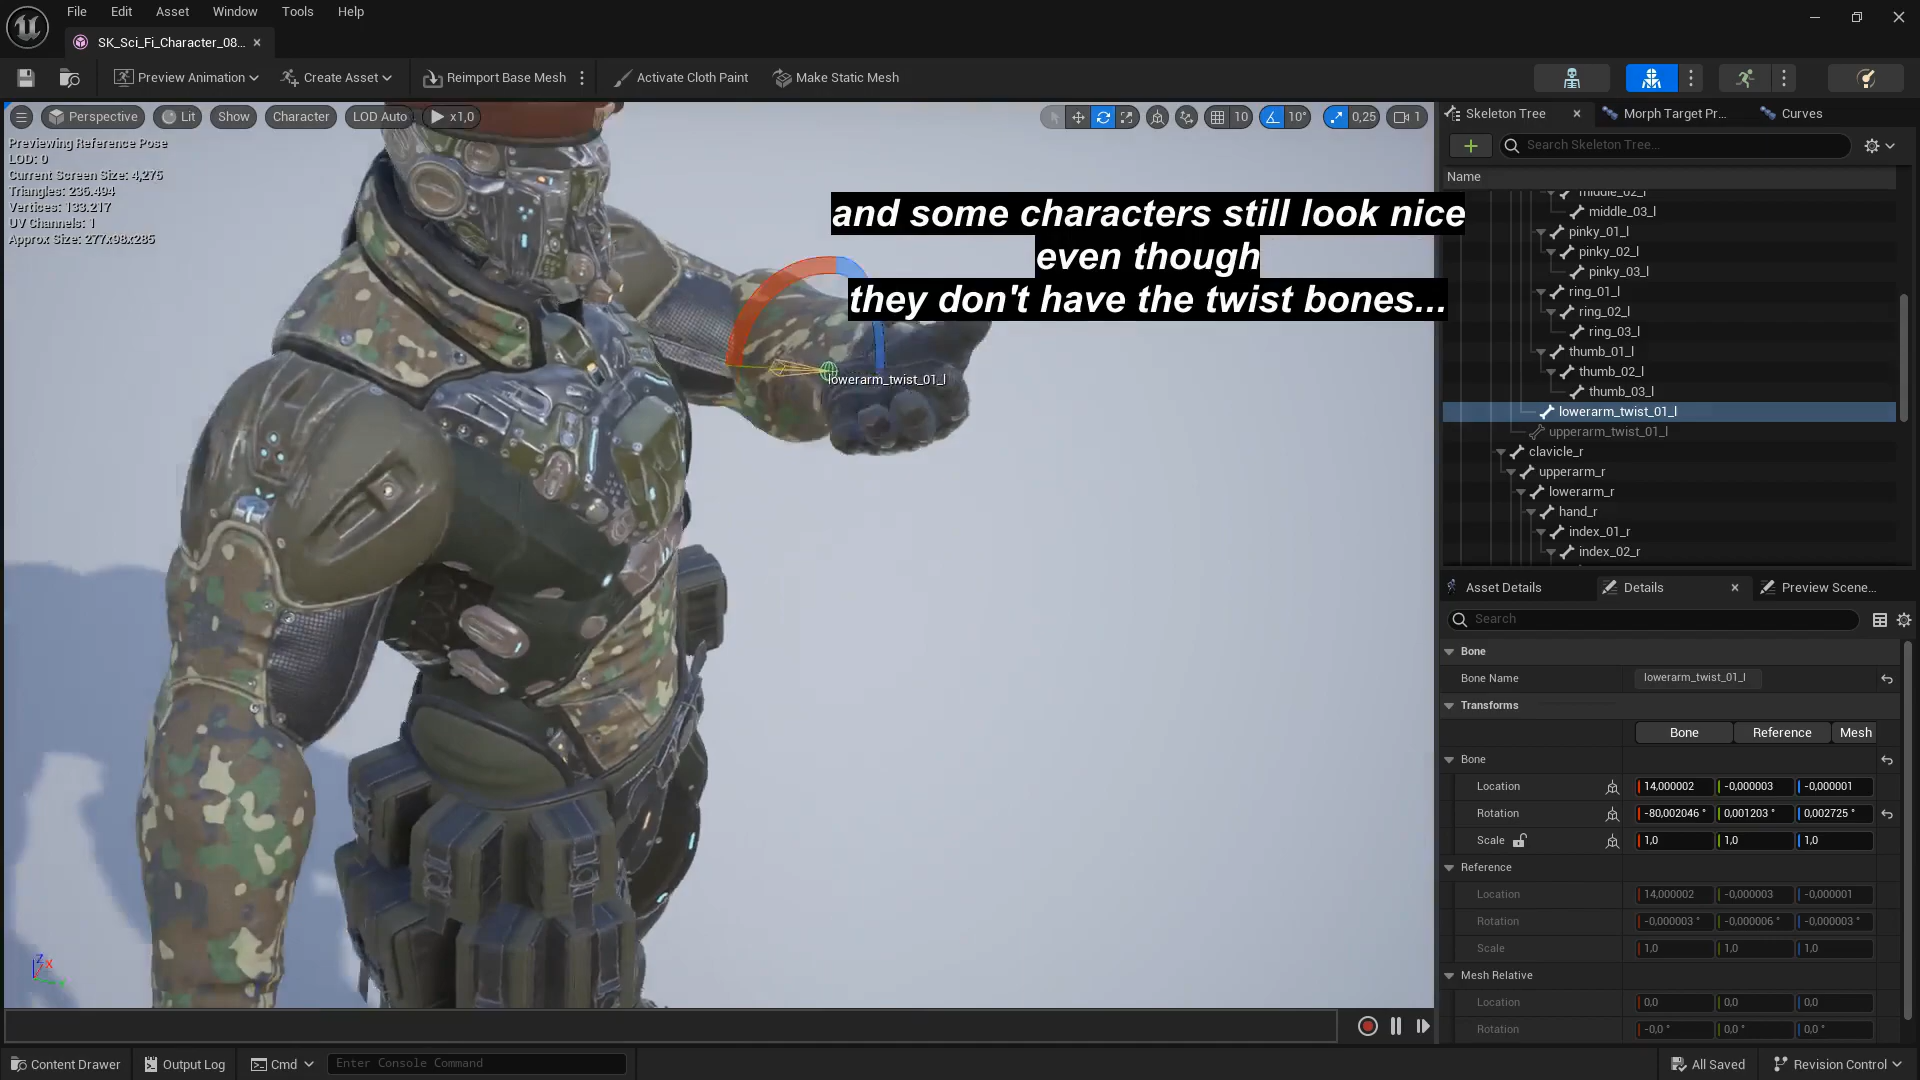 File Edit Asset Window Tools Help
SK_Sci_Fi_Character_08...
Preview Animation Create Asset Reimport Base Mesh Activate Cloth Paint Make Static Mesh
Perspective Lit Show Character LOD Auto x1,0 10 10° 0,25 1
Previewing Reference Pose
LOD: 0
Current Screen Size: 4,275
Triangles: 236.494
Vertices: 133.217
UV Channels: 1
Approx Size: 277x98x285
and some characters still look nice
even though
they don't have the twist bones...
lowerarm_twist_01_l
Skeleton Tree Morph Target Pr... Curves
Search Skeleton Tree...
Name
middle_02_l
middle_03_l
pinky_01_l
pinky_02_l
pinky_03_l
ring_01_l
ring_02_l
ring_03_l
thumb_01_l
thumb_02_l
thumb_03_l
lowerarm_twist_01_l
upperarm_twist_01_l
clavicle_r
upperarm_r
lowerarm_r
hand_r
index_01_r
index_02_r
Asset Details Details Preview Scene...
Search
Bone
Bone Name lowerarm_twist_01_l
Transforms
Bone Reference Mesh
Bone
Location 14,000002 -0,000003 -0,000001
Rotation -80,002046 ° 0,001203 ° 0,002725 °
Scale 1,0 1,0 1,0
Reference
Location 14,000002 -0,000003 -0,000001
Rotation -0,000003 ° -0,000006 ° -0,000003 °
Scale 1,0 1,0 1,0
Mesh Relative
Location 0,0 0,0 0,0
Rotation -0,0 ° 0,0 ° 0,0 °
Z X
Content Drawer Output Log Cmd Enter Console Command All Saved Revision Control